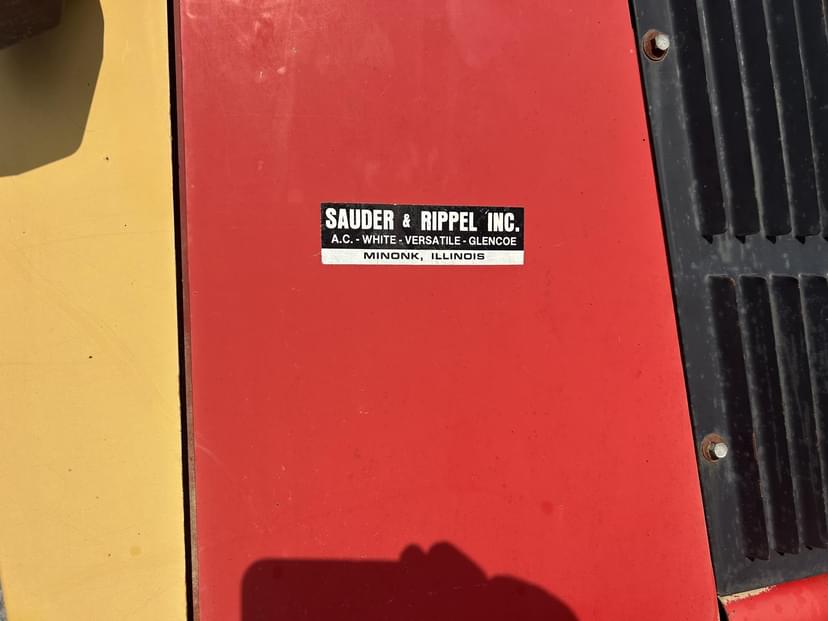 SAUDER & RIPPEL INC.
A.C. - WHITE - VERSATILE - GLENCOE
MINONK, ILLINOIS